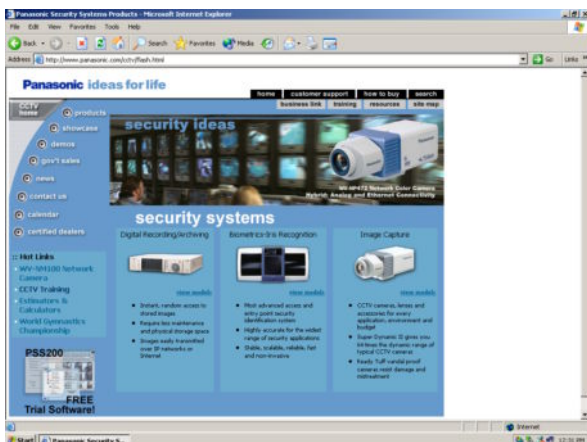 Panasonic Security Systems Products - Microsoft Internet Explorer
File Edit View Favorites Tools Help
Back Search Favorites Media
Address http://www.panasonic.com/cctv/flash.html Go Links
Panasonic ideas for life
home customer support how to buy search
business link training resources site map
CCTV home
products
showcase
demos
gov't sales
news
contact us
calendar
certified dealers
security ideas
Network Color Camera
Hybrid: Analog and Ethernet Connectivity
security systems
Digital Recording/Archiving
view models
Instant, random access to
stored images
Require less maintenance
and physical storage space
Images easily transmitted
over IP networks or
Internet
Biometrics-Iris Recognition
view models
Most advanced access and
entry point security
identification system
Highly accurate for the widest
range of security applications
Stable, scalable, reliable, fast
and non-invasive
Image Capture
view models
CCTV cameras, lenses and
accessories for every
application, environment and
budget
Super Dynamic gives you
times the dynamic range of
typical CCTV cameras
Ready Tuff vandal proof
cameras resist damage and
mistreatment
:: Hot Links
WV-NM100 Network
Camera
CCTV Training
Estimators &
Calculators
World Gymnastics
Championship
PSS200
FREE
Trial Software!
Internet
Start Panasonic Security S...